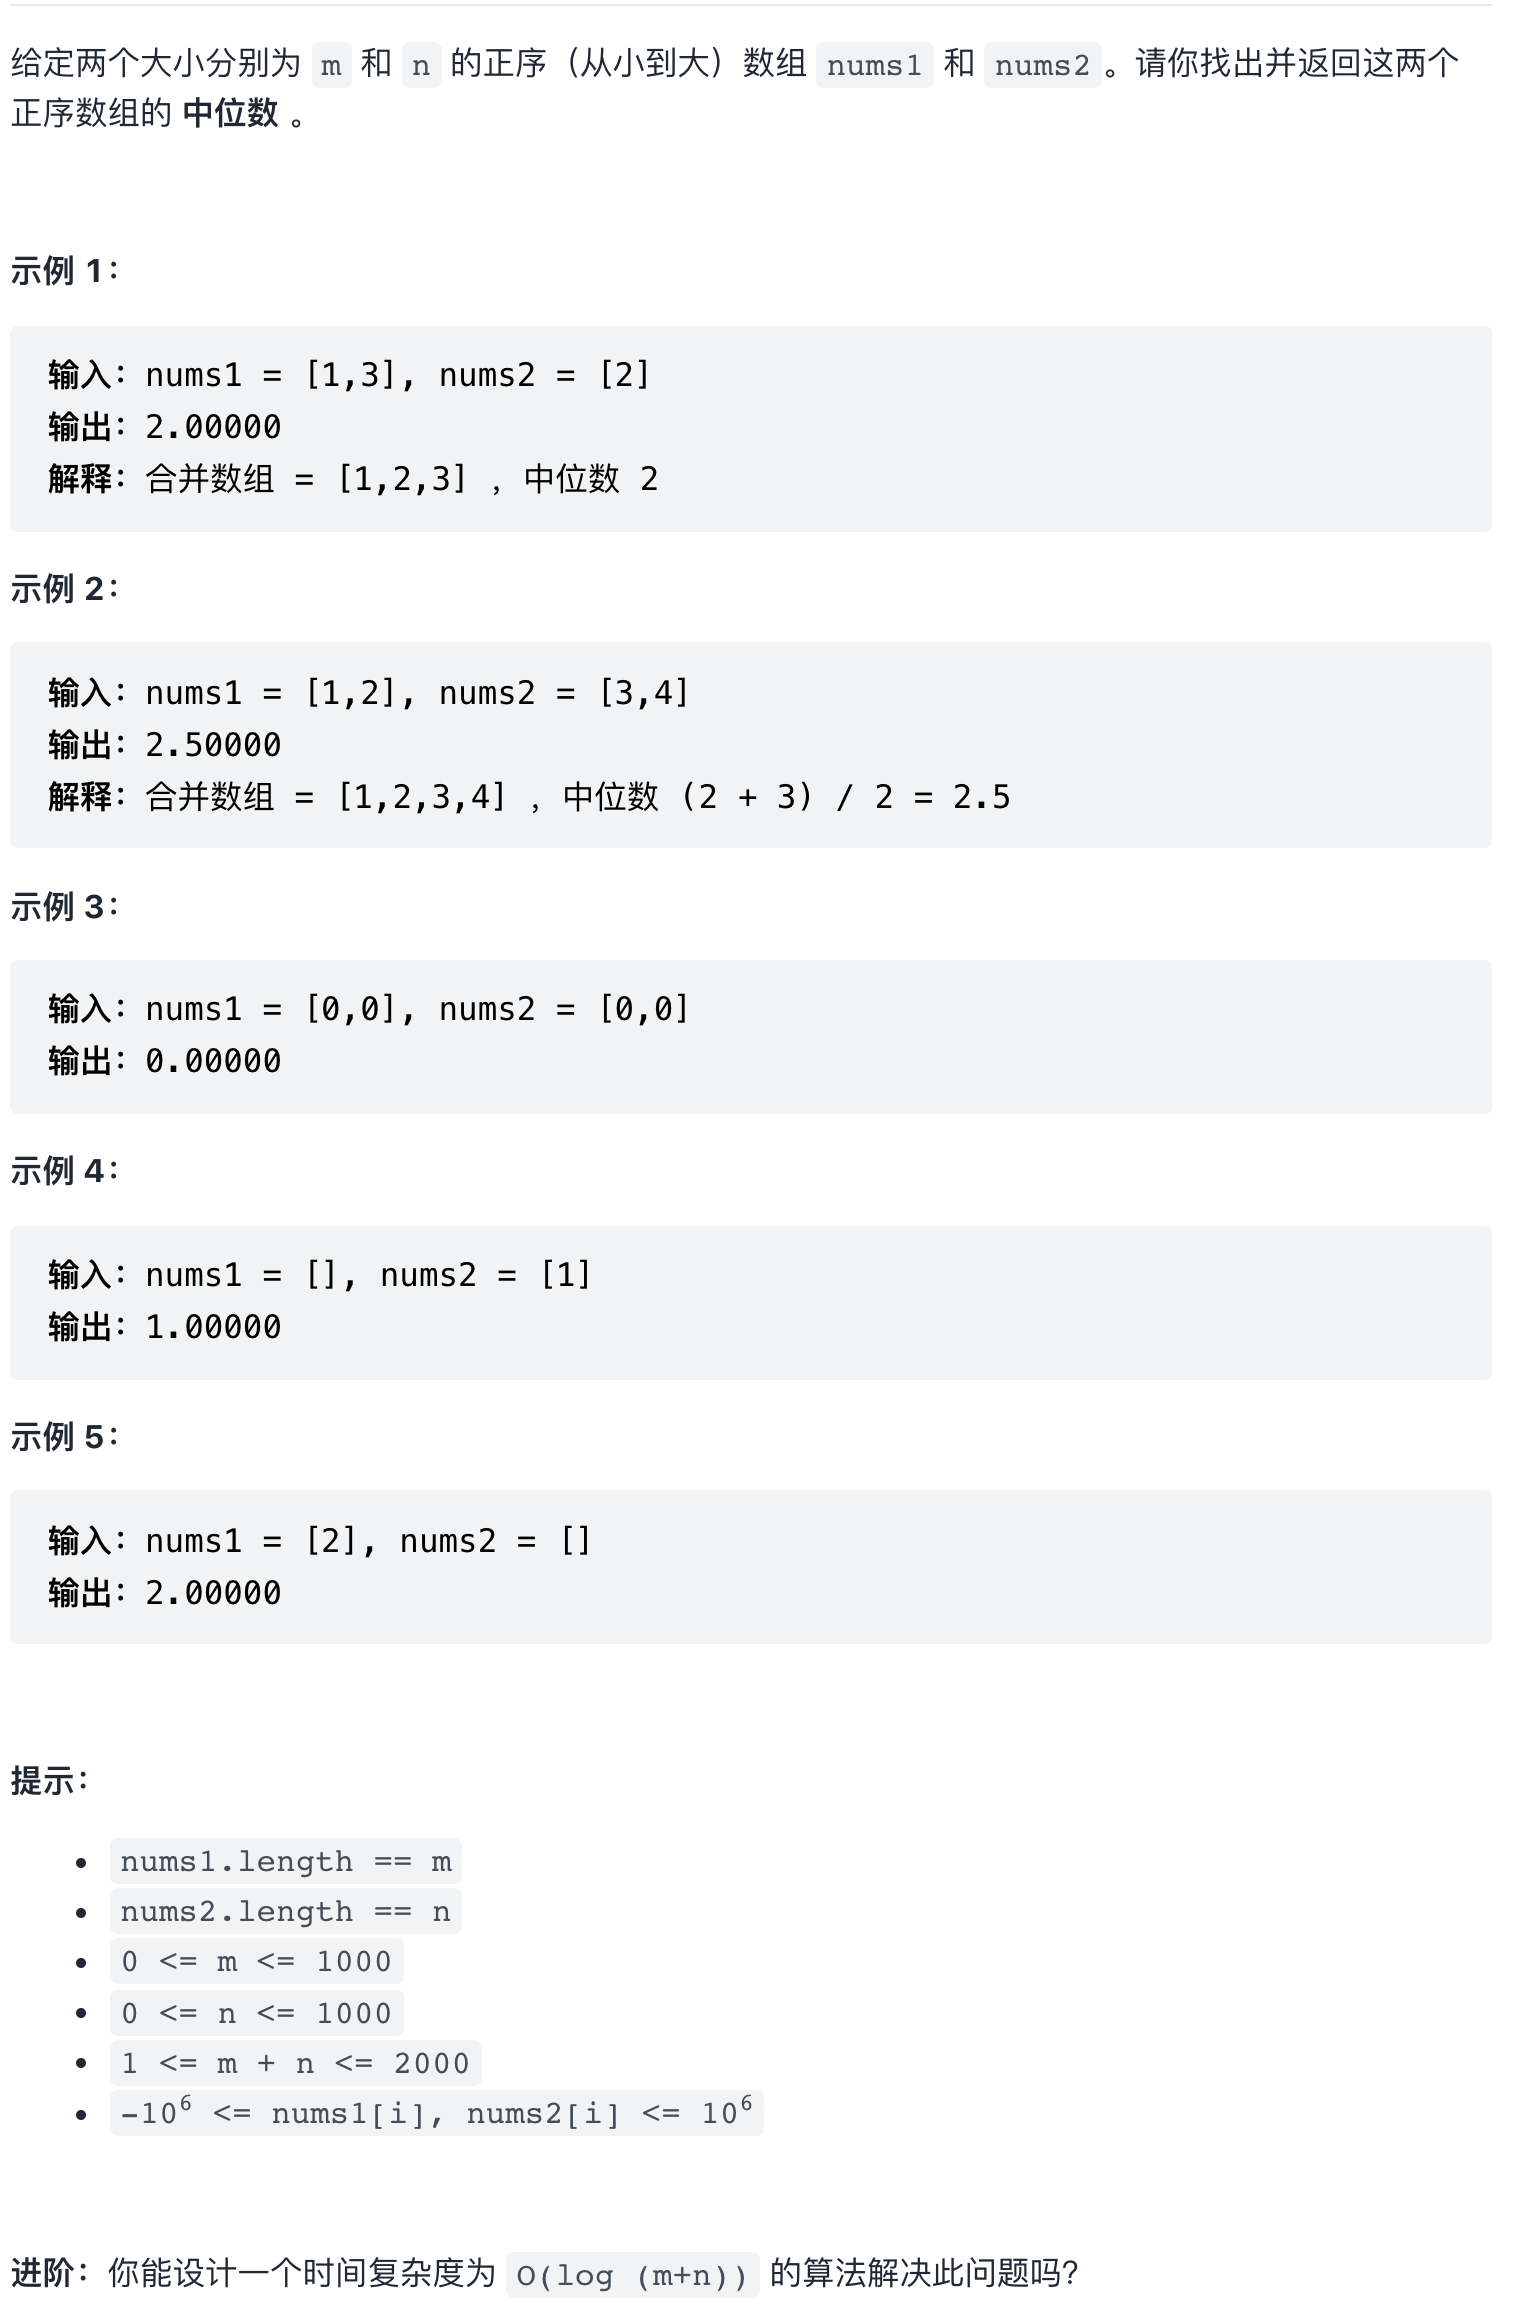 给定两个大小分别为 m 和 n 的正序（从小到大）数组 nums1 和 nums2。请你找出并返回这两个
正序数组的 中位数 。
示例 1：
输入：nums1 = [1,3], nums2 = [2]
输出：2.00000
解释：合并数组 = [1,2,3] ，中位数 2
示例 2：
输入：nums1 = [1,2], nums2 = [3,4]
输出：2.50000
解释：合并数组 = [1,2,3,4] ，中位数 (2 + 3) / 2 = 2.5
示例 3：
输入：nums1 = [0,0], nums2 = [0,0]
输出：0.00000
示例 4：
输入：nums1 = [], nums2 = [1]
输出：1.00000
示例 5：
输入：nums1 = [2], nums2 = []
输出：2.00000
提示：
• nums1.length == m
• nums2.length == n
• 0 <= m <= 1000
• 0 <= n <= 1000
• 1 <= m + n <= 2000
• -10⁶ <= nums1[i], nums2[i] <= 10⁶
进阶：你能设计一个时间复杂度为 O(log (m+n)) 的算法解决此问题吗？